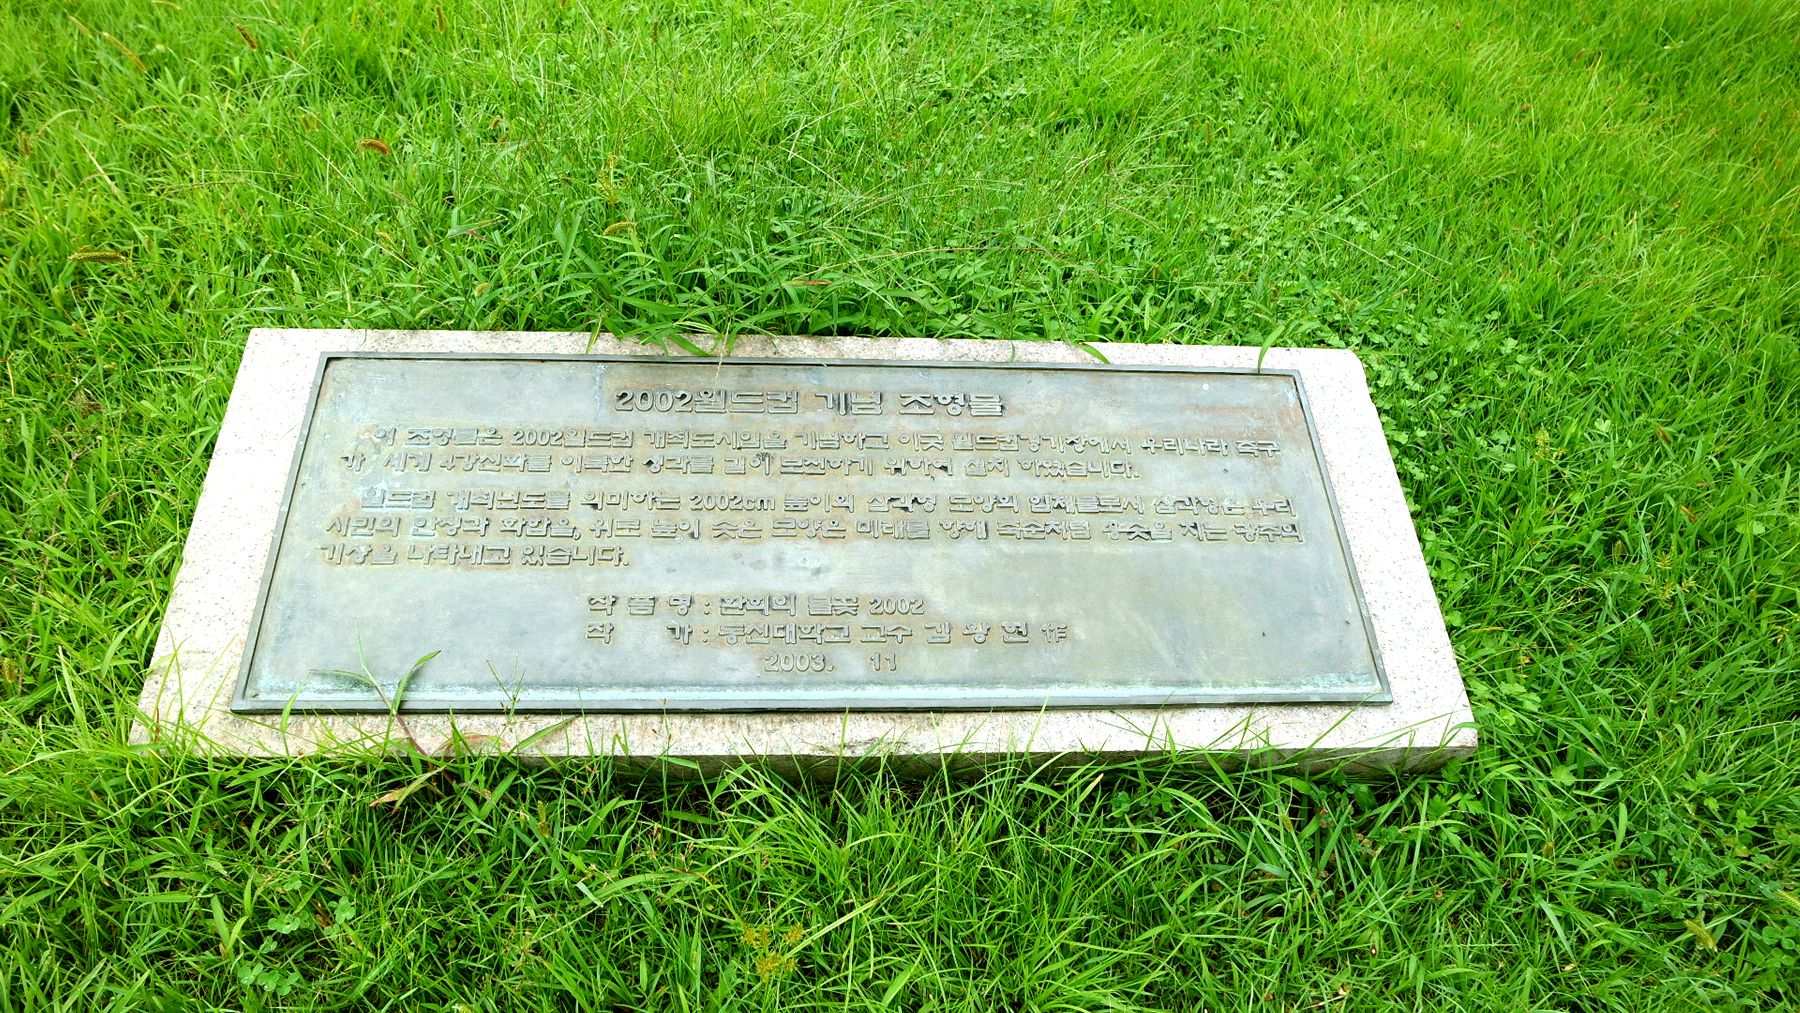 2002월드컵 기념 조형물
이 조형물은 2002월드컵 개최도시임을 기념하고 이곳 월드컵경기장에서 우리나라 축구
가 세계 4강신화를 이룩한 생각을 깊이 보전하기 위하여 설치 하였습니다.
월드컵 개최년도를 의미하는 2002cm 높이의 삼각형 모양의 입체물로서 삼각형은 우리
시민의 안정과 화합을, 위로 높이 솟은 모양은 미래를 향해 죽순처럼 용솟음 치는 광주의
기상을 나타내고 있습니다.
작 품 명 : 환희의 불꽃 2002
작 가 : 동신대학교 교수 김 왕 현 作
2003. 11